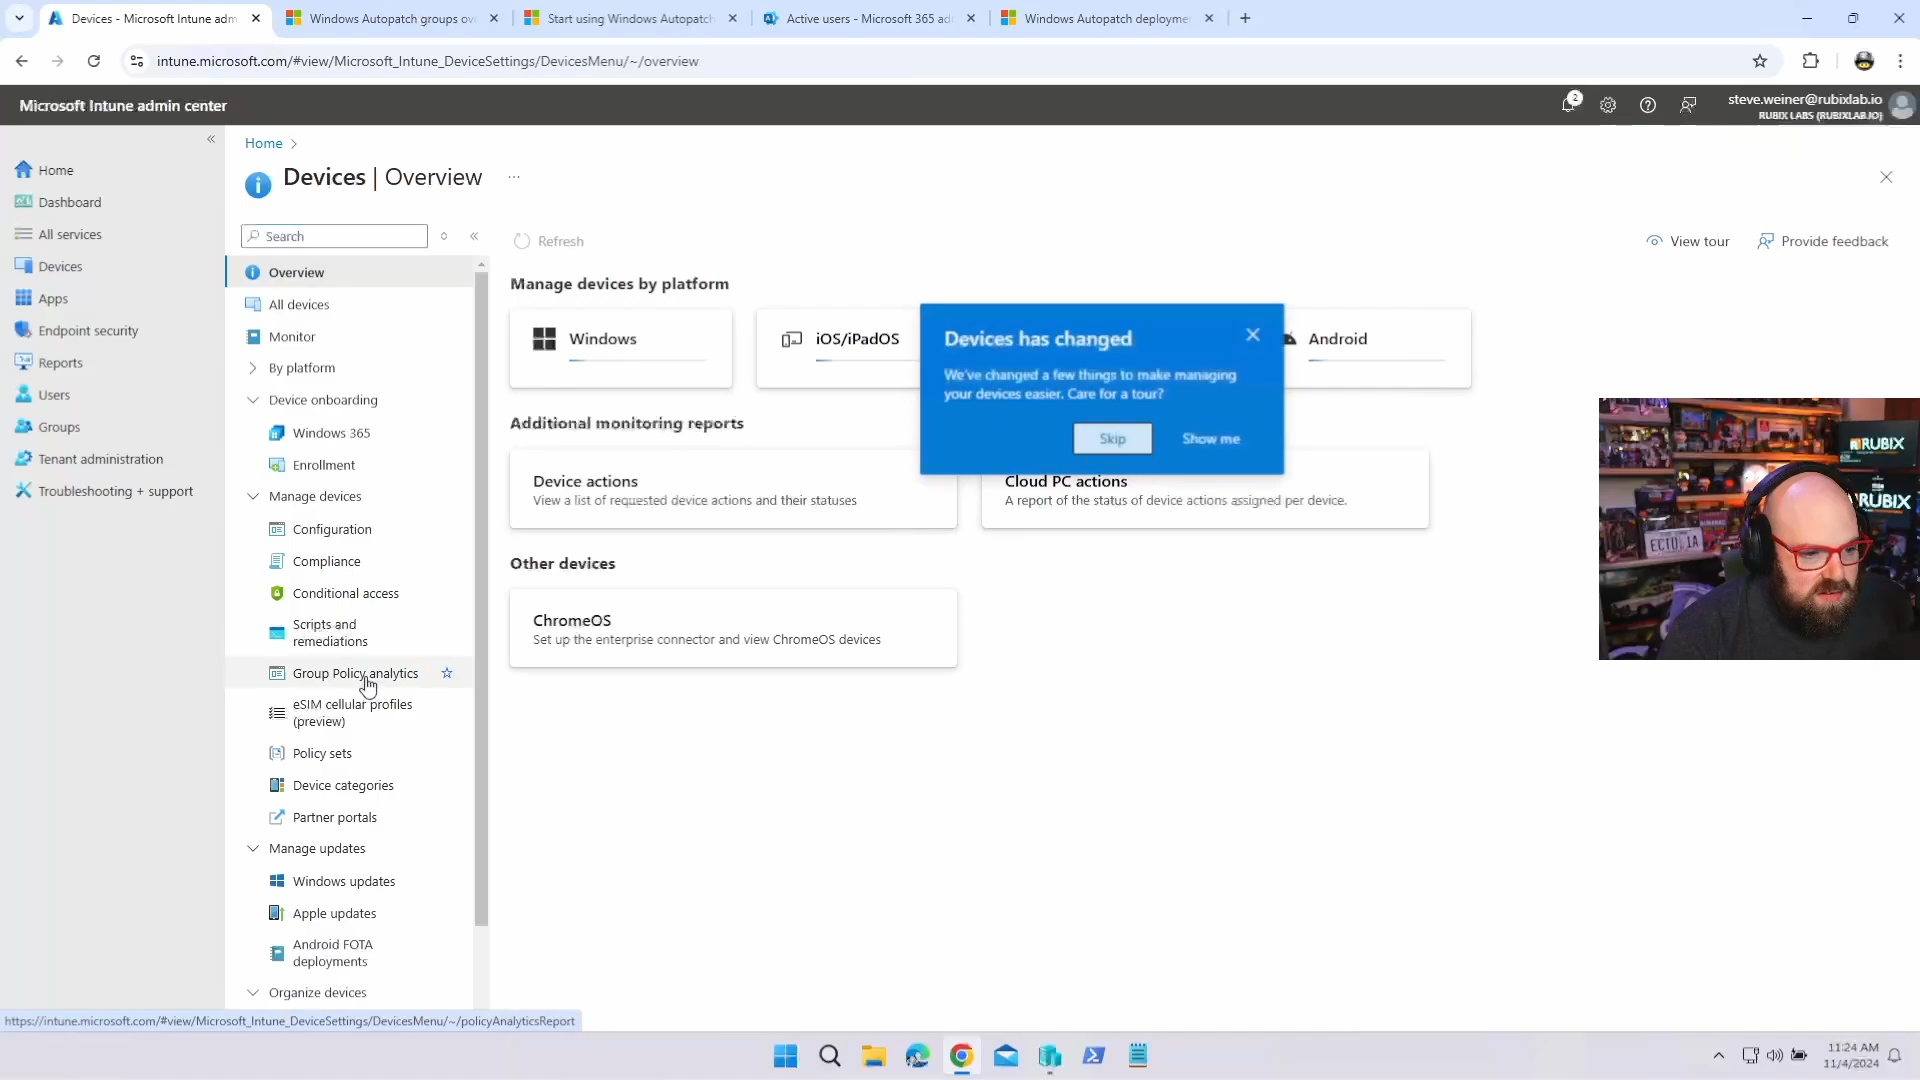 Devices - Microsoft Intune adm
Windows Autopatch groups ov
Start using Windows Autopatch
Active users - Microsoft 365 ad
Windows Autopatch deployme
intune.microsoft.com/#view/Microsoft_Intune_DeviceSettings/DevicesMenu/~/overview
Microsoft Intune admin center
2
steve.weiner@rubixlab.io
RUBIX LABS (RUBIXLAB.IO)
Home
Dashboard
All services
Devices
Apps
Endpoint security
Reports
Users
Groups
Tenant administration
Troubleshooting + support
Home
Devices | Overview
Search
Overview
All devices
Monitor
By platform
Device onboarding
Windows 365
Enrollment
Manage devices
Configuration
Compliance
Conditional access
Scripts and
remediations
Group Policy analytics
eSIM cellular profiles
(preview)
Policy sets
Device categories
Partner portals
Manage updates
Windows updates
Apple updates
Android FOTA
deployments
Organize devices
Refresh
View tour
Provide feedback
Manage devices by platform
Windows
iOS/iPadOS
Android
Devices has changed
We've changed a few things to make managing
your devices easier. Care for a tour?
Skip
Show me
Additional monitoring reports
Device actions
View a list of requested device actions and their statuses
Cloud PC actions
A report of the status of device actions assigned per device.
Other devices
ChromeOS
Set up the enterprise connector and view ChromeOS devices
RUBIX
RUBIX
ECTO-1A
https://intune.microsoft.com/#view/Microsoft_Intune_DeviceSettings/DevicesMenu/~/policyAnalyticsReport
11:24 AM
11/4/2024